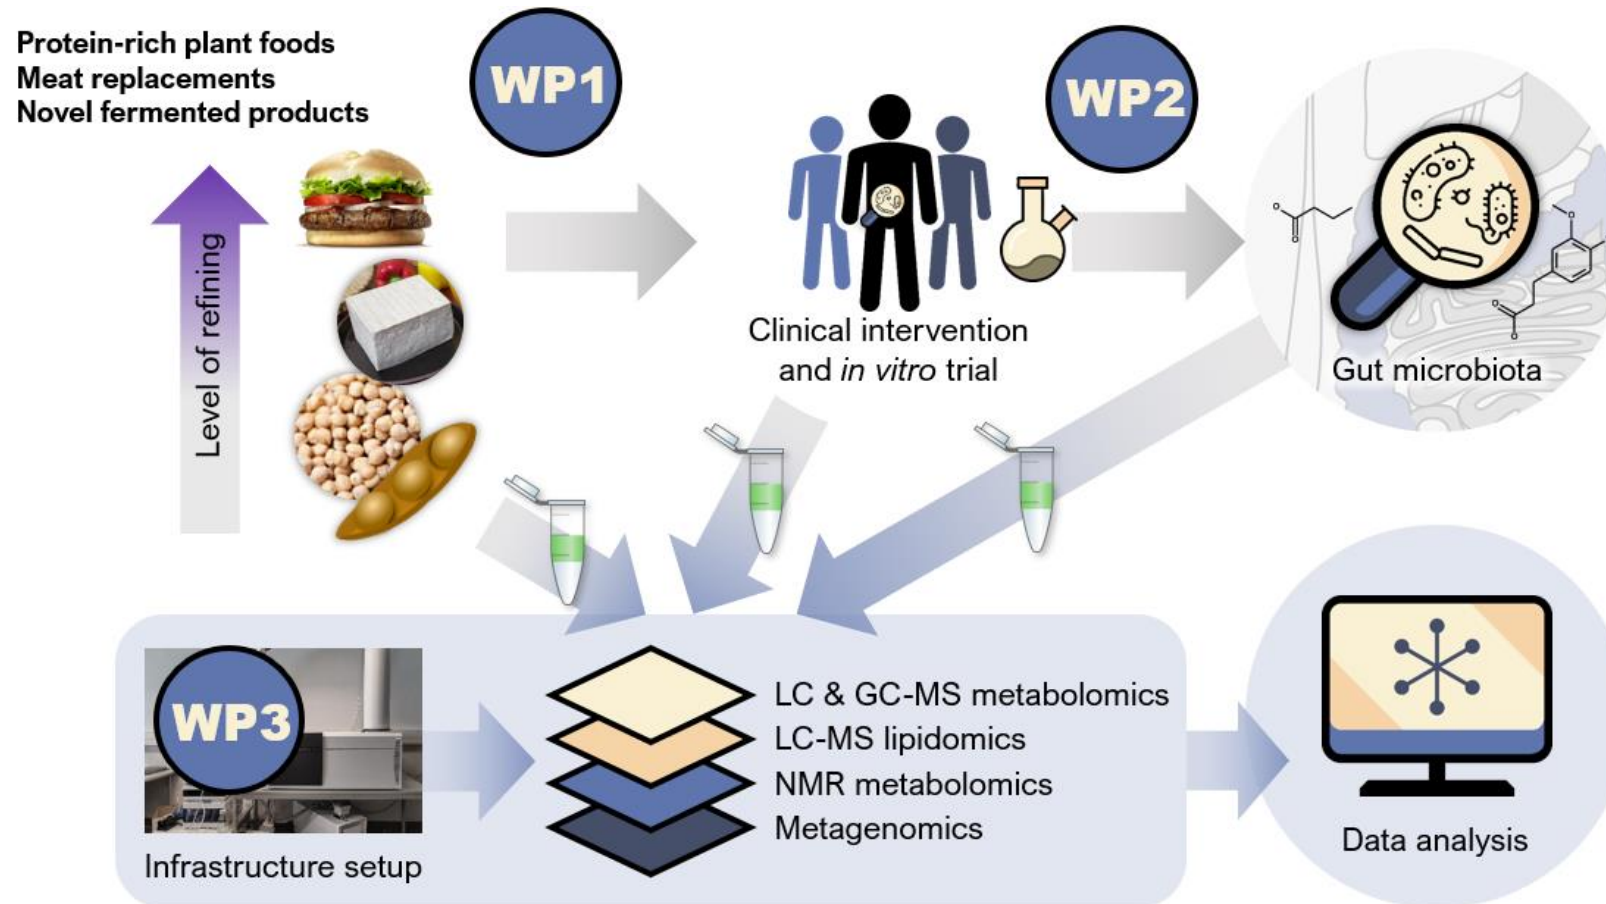 Protein-rich plant foods
Meat replacements
Novel fermented products
WP1
WP2
Level of refining
Clinical intervention
and in vitro trial
Gut microbiota
WP3
Infrastructure setup
LC & GC-MS metabolomics
LC-MS lipidomics
NMR metabolomics
Metagenomics
Data analysis